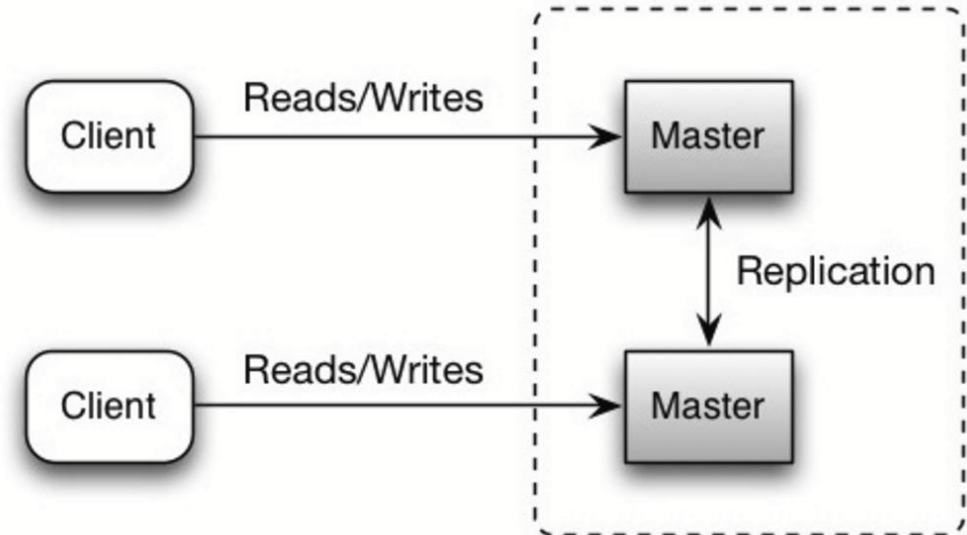 Reads/Writes
Client
Master
Replication
Reads/Writes
Client
Master